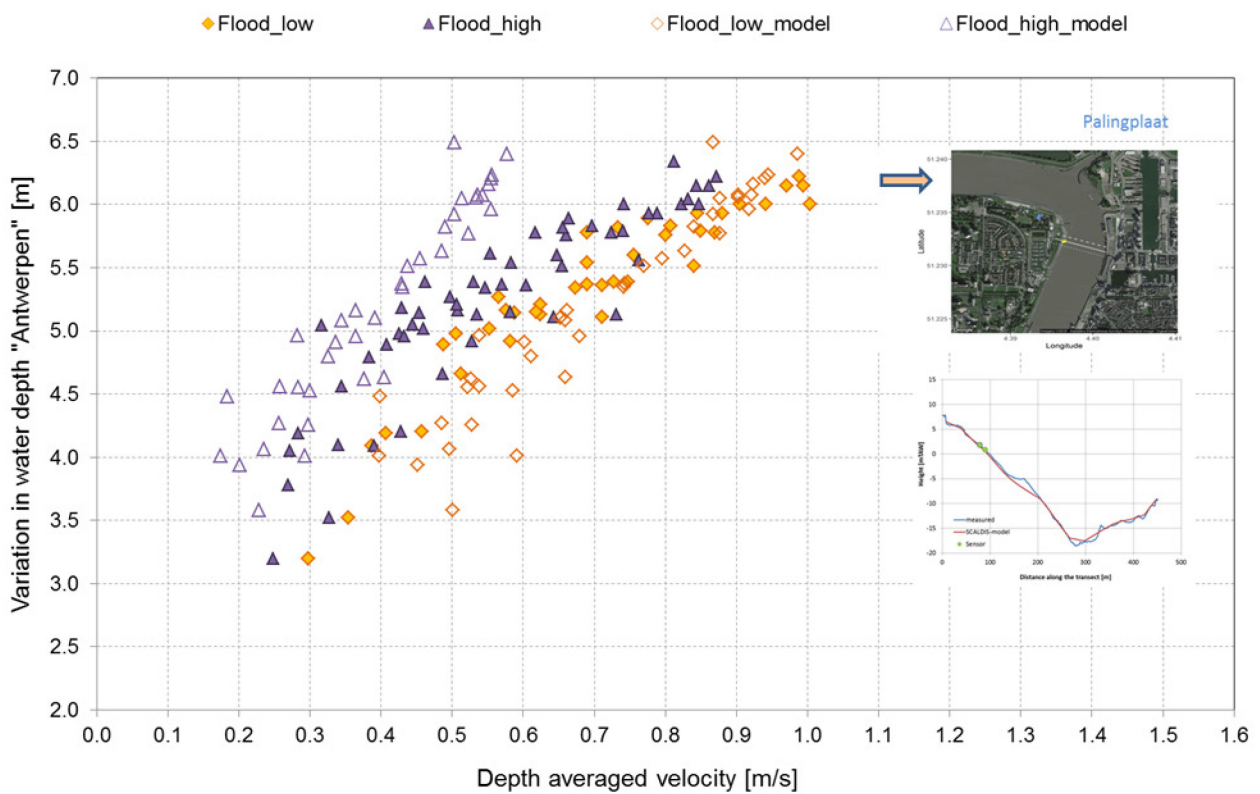 Flood_low Flood_high Flood_low_model Flood_high_model
7.0
6.5
6.0
5.5
5.0
4.5
4.0
3.5
3.0
2.5
2.0
Variation in water depth "Antwerpen" [m]
0.0 0.1 0.2 0.3 0.4 0.5 0.6 0.7 0.8 0.9 1.0 1.1 1.2 1.3 1.4 1.5 1.6
Depth averaged velocity [m/s]
Palingplaat
51.240
51.235
51.230
51.225
Latitude
4.39 4.40 4.41
Longitude
15
10
5
0
-5
-10
-15
-20
Height [mTAW]
measured
SCALDIS-model
Sensor
0 100 200 300 400 500
Distance along the transect [m]